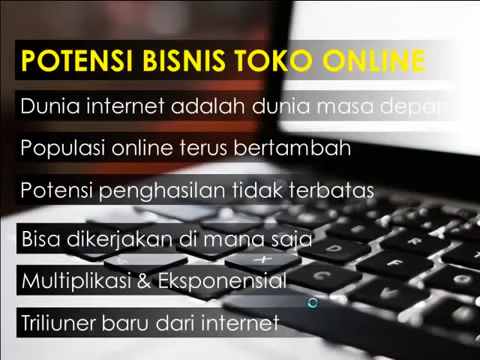 POTENSI BISNIS TOKO ONLINE
Dunia internet adalah dunia masa depan
Populasi online terus bertambah
Potensi penghasilan tidak terbatas
Bisa dikerjakan di mana saja
Multiplikasi & Eksponensial
Triliuner baru dari internet